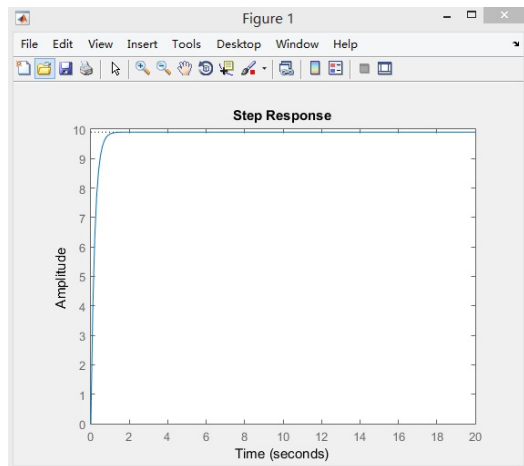 Figure 1
File Edit View Insert Tools Desktop Window Help
Step Response
10
9
8
7
6
5
4
3
2
1
0
Amplitude
0 2 4 6 8 10 12 14 16 18 20
Time (seconds)